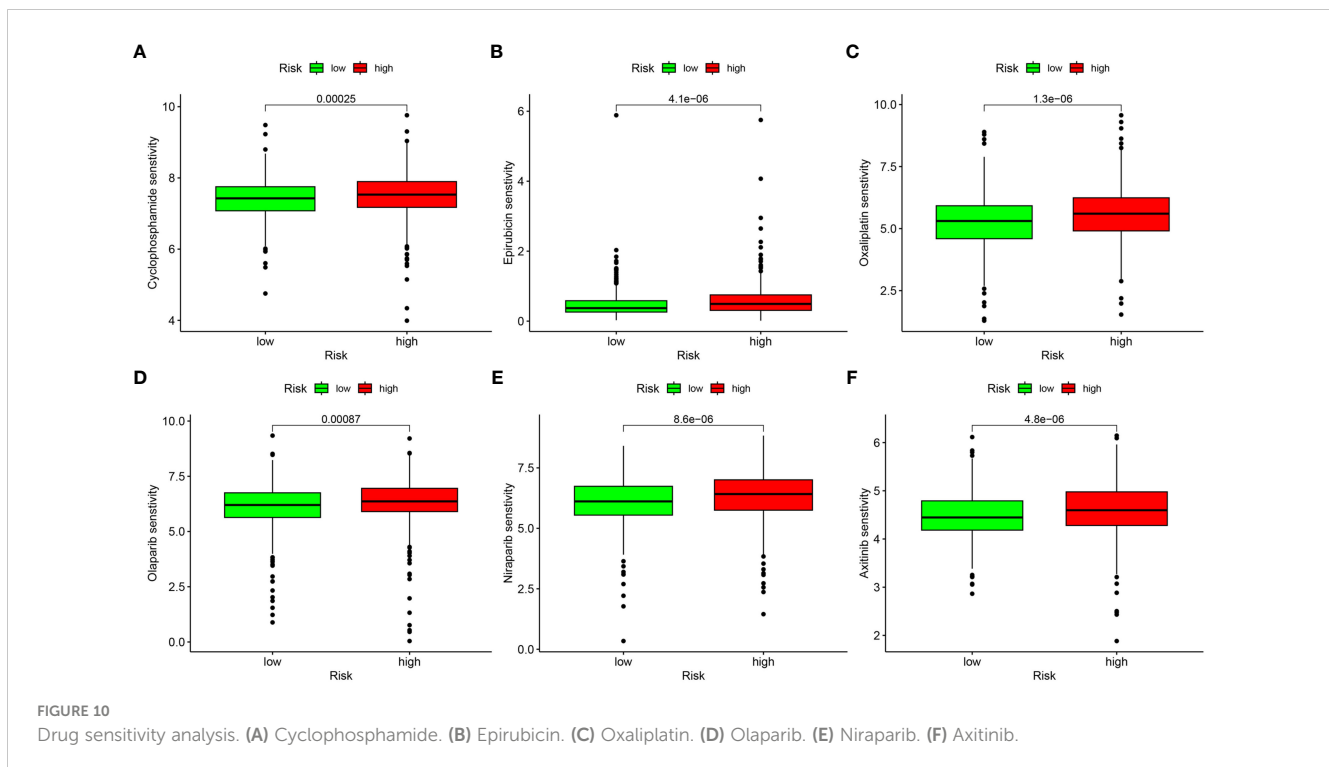 A
Risk low high
0.00025
Cyclophosphamide senstivity
10
8
6
4
low high
Risk
B
Risk low high
4.1e−06
Epirubicin senstivity
6
4
2
0
low high
Risk
C
Risk low high
1.3e−06
Oxaliplatin senstivity
10.0
7.5
5.0
2.5
low high
Risk
D
Risk low high
0.00087
Olaparib senstivity
10.0
7.5
5.0
2.5
0.0
low high
Risk
E
Risk low high
8.6e−06
Niraparib senstivity
7.5
5.0
2.5
0.0
low high
Risk
F
Risk low high
4.8e−06
Axitinib senstivity
6
5
4
3
2
low high
Risk
FIGURE 10
Drug sensitivity analysis. (A) Cyclophosphamide. (B) Epirubicin. (C) Oxaliplatin. (D) Olaparib. (E) Niraparib. (F) Axitinib.